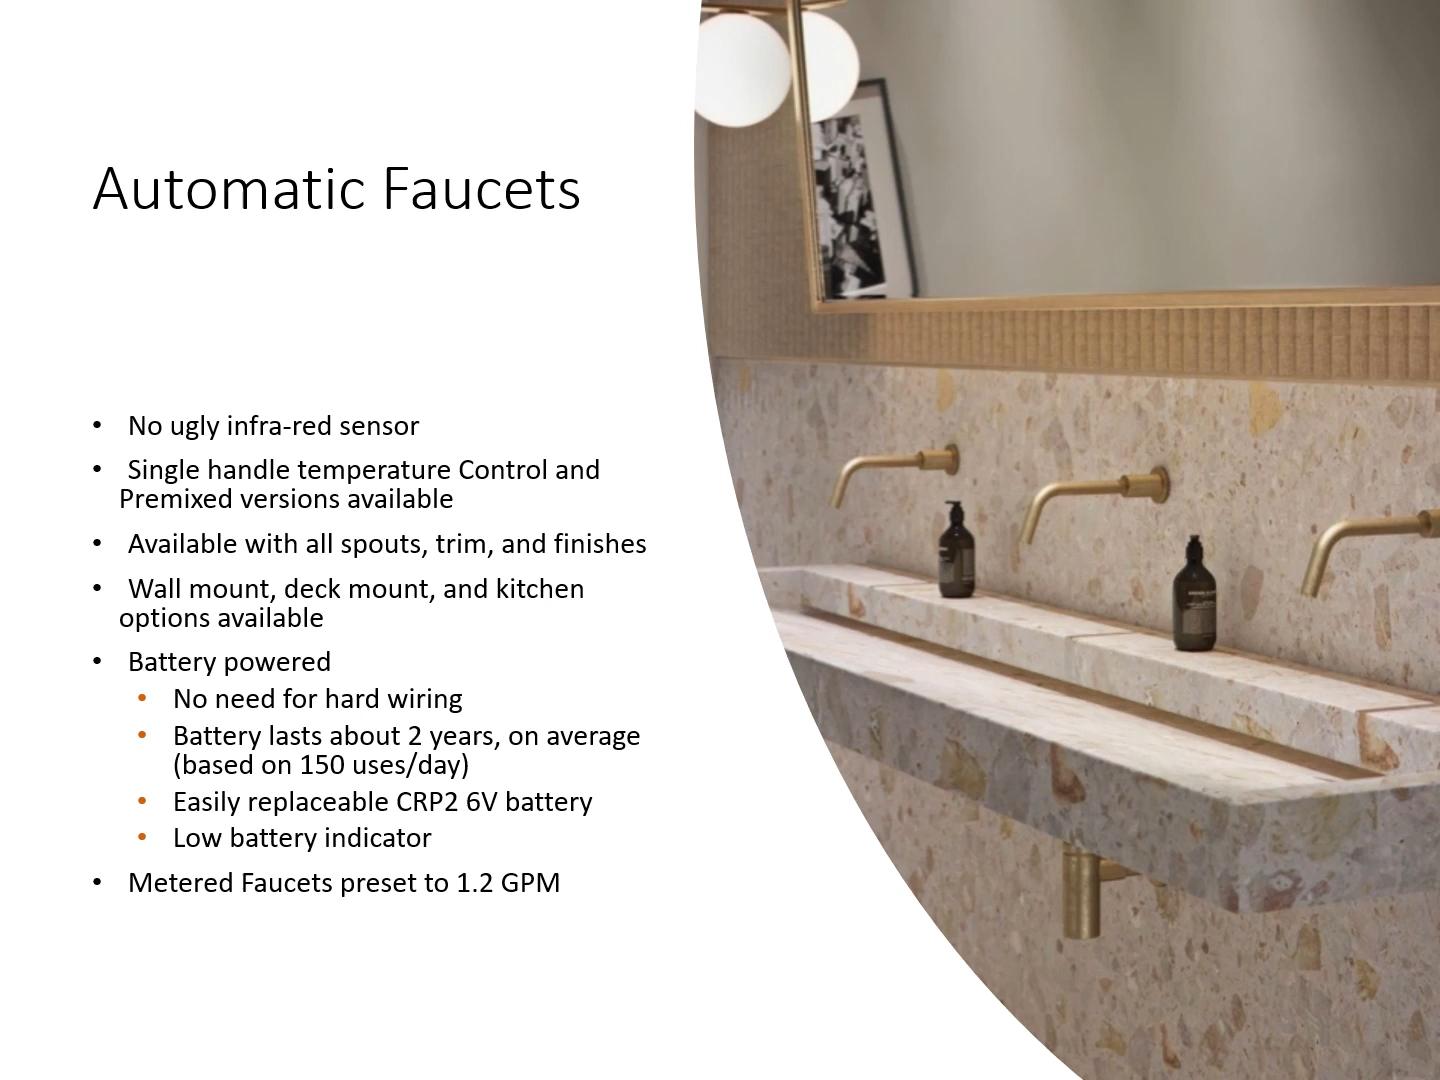 Automatic Faucets
• No ugly infra-red sensor
• Single handle temperature Control and
Premixed versions available
• Available with all spouts, trim, and finishes
• Wall mount, deck mount, and kitchen
options available
• Battery powered
• No need for hard wiring
• Battery lasts about 2 years, on average
(based on 150 uses/day)
• Easily replaceable CRP2 6V battery
• Low battery indicator
• Metered Faucets preset to 1.2 GPM